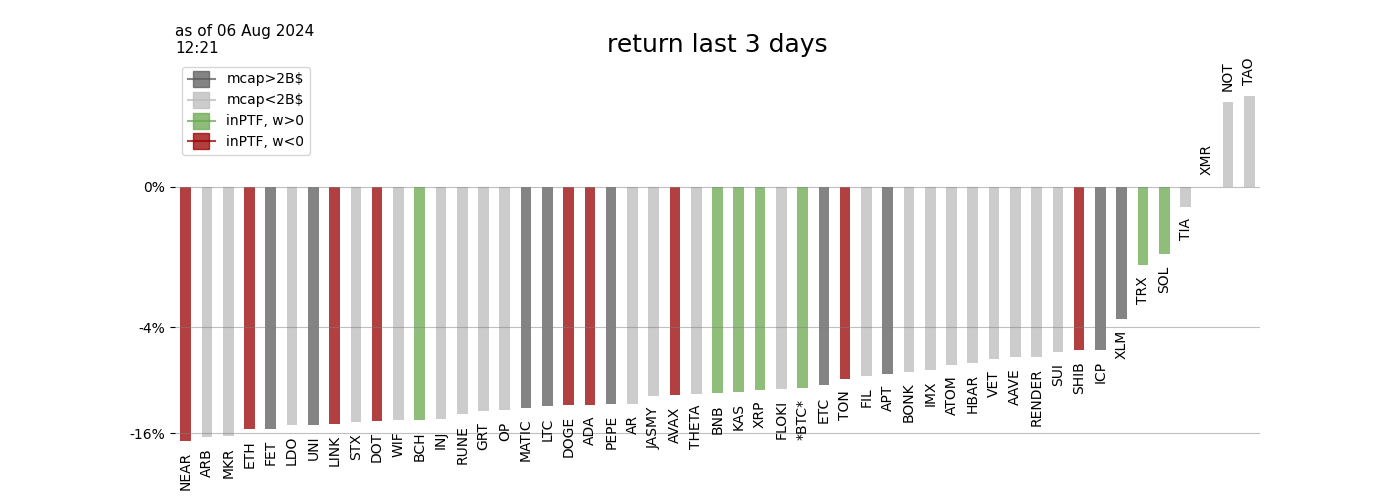 as of 06 Aug 2024
12:21
return last 3 days
mcap>2B$
mcap<2B$
inPTF, w>0
inPTF, w<0
0%
-4%
-16%
NEAR
ARB
MKR
ETH
FET
LDO
UNI
LINK
STX
DOT
WIF
BCH
INJ
RUNE
GRT
OP
MATIC
LTC
DOGE
ADA
PEPE
AR
JASMY
AVAX
THETA
BNB
KAS
XRP
FLOKI
*BTC*
ETC
TON
FIL
APT
BONK
IMX
ATOM
HBAR
VET
AAVE
RENDER
SUI
SHIB
ICP
XLM
TRX
SOL
TIA
XMR
NOT
TAO